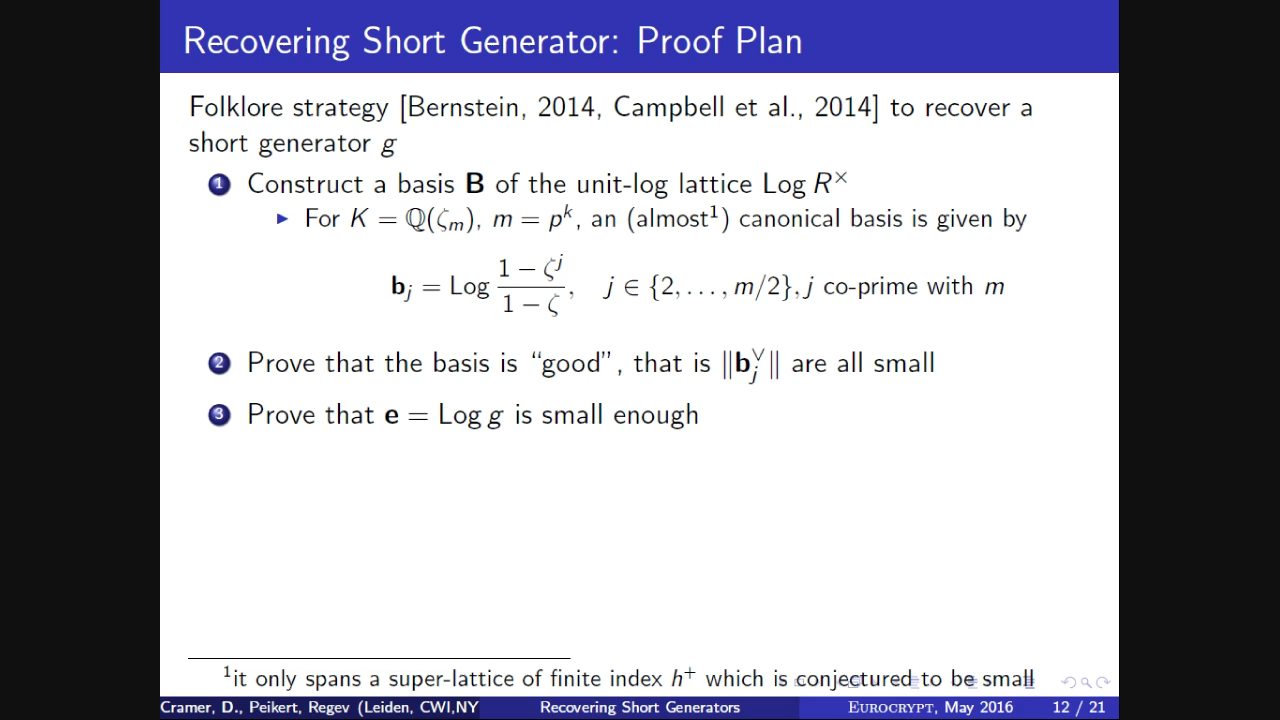 Recovering Short Generator: Proof Plan
Folklore strategy [Bernstein, 2014, Campbell et al., 2014] to recover a
short generator g
1 Construct a basis B of the unit-log lattice Log R×
▶ For K = ℚ(ζm), m = p^k, an (almost¹) canonical basis is given by
b_j = Log (1 − ζ^j)/(1 − ζ), j ∈ {2, . . . , m/2}, j co-prime with m
2 Prove that the basis is “good”, that is ‖b_j^∨‖ are all small
3 Prove that e = Log g is small enough
¹it only spans a super-lattice of finite index h⁺ which is conjectured to be small
Cramer, D., Peikert, Regev (Leiden, CWI,NY Recovering Short Generators Eurocrypt, May 2016 12 / 21